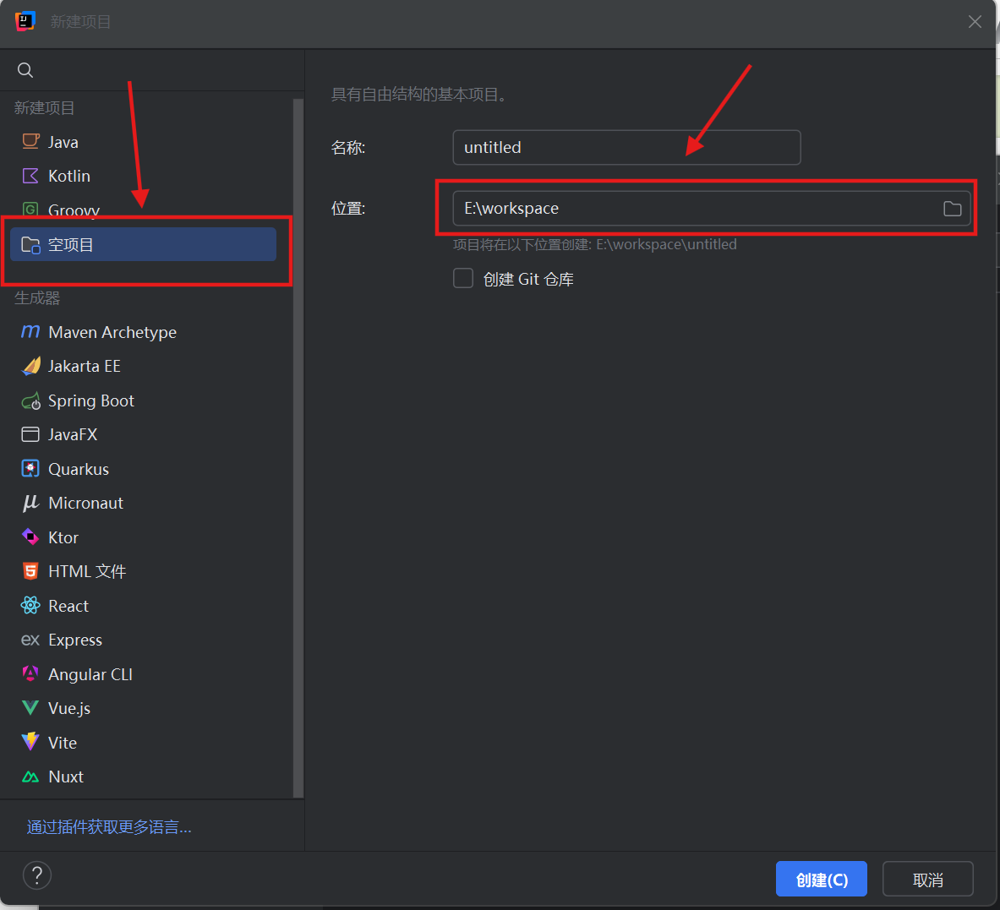 新建项目
新建项目
Java
Kotlin
Groovy
空项目
生成器
Maven Archetype
Jakarta EE
Spring Boot
JavaFX
Quarkus
Micronaut
Ktor
HTML 文件
React
Express
Angular CLI
Vue.js
Vite
Nuxt
通过插件获取更多语言...
具有自由结构的基本项目。
名称: untitled
位置: E:\workspace
项目将在以下位置创建: E:\workspace\untitled
创建 Git 仓库
? 创建(C) 取消